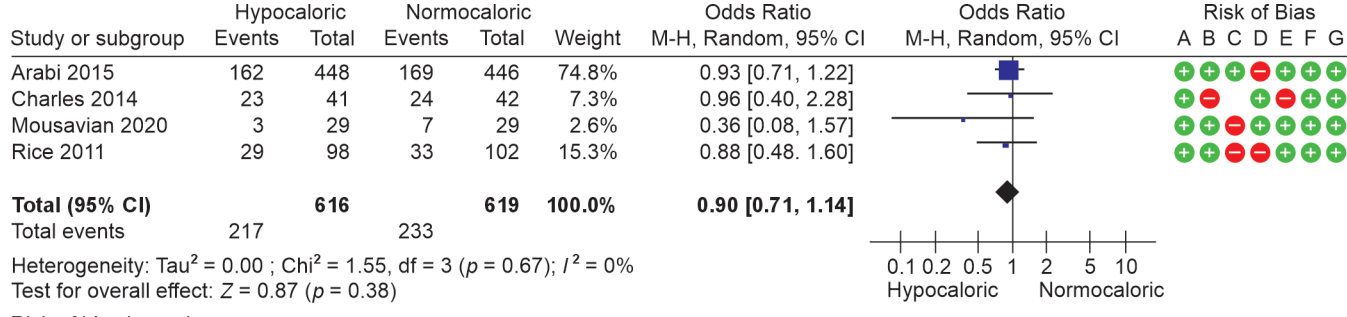 Hypocaloric Normocaloric Odds Ratio Odds Ratio Risk of Bias
Study or subgroup Events Total Events Total Weight M-H, Random, 95% CI M-H, Random, 95% CI A B C D E F G
Arabi 2015 162 448 169 446 74.8% 0.93 [0.71, 1.22] + + + − + + +
Charles 2014 23 41 24 42 7.3% 0.96 [0.40, 2.28] + − + − + +
Mousavian 2020 3 29 7 29 2.6% 0.36 [0.08, 1.57] + + − + + + +
Rice 2011 29 98 33 102 15.3% 0.88 [0.48. 1.60] + + − − + + +
Total (95% CI) 616 619 100.0% 0.90 [0.71, 1.14]
Total events 217 233
Heterogeneity: Tau² = 0.00 ; Chi² = 1.55, df = 3 (p = 0.67); I² = 0%
Test for overall effect: Z = 0.87 (p = 0.38)
0.1 0.2 0.5 1 2 5 10
Hypocaloric Normocaloric